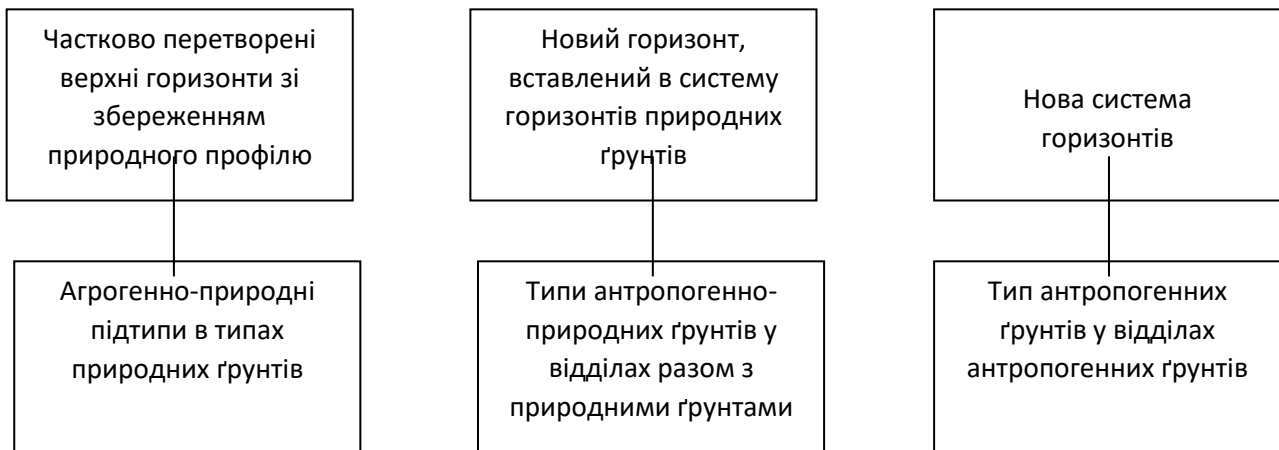 Частково перетворені
верхні горизонти зі
збереженням
природного профілю
Новий горизонт,
вставлений в систему
горизонтів природних
ґрунтів
Нова система
горизонтів
Агрогенно-природні
підтипи в типах
природних ґрунтів
Типи антропогенно-
природних ґрунтів у
відділах разом з
природними ґрунтами
Тип антропогенних
ґрунтів у відділах
антропогенних ґрунтів